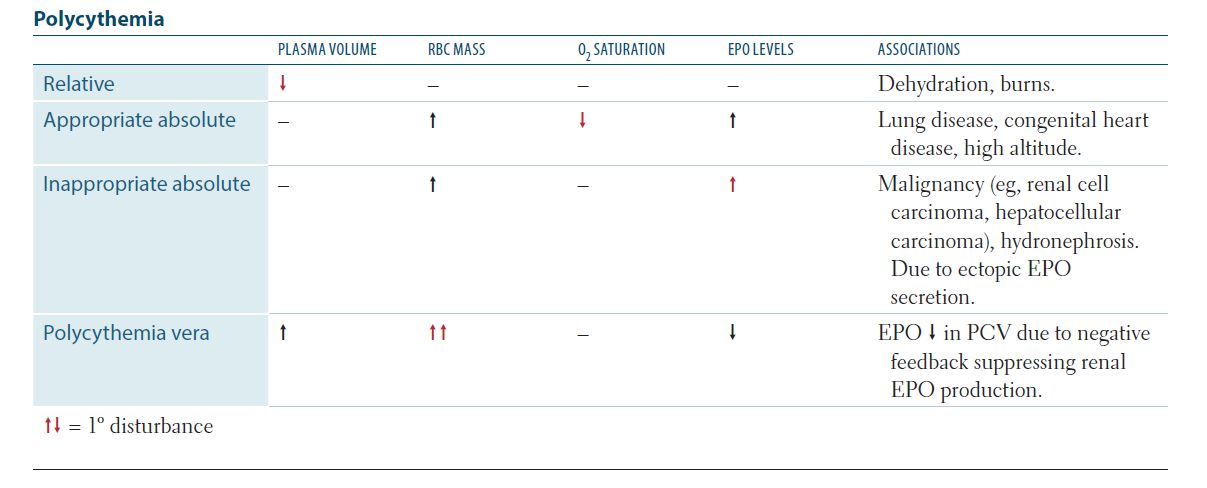 Polycythemia
PLASMA VOLUME RBC MASS O₂ SATURATION EPO LEVELS ASSOCIATIONS
Relative ↓ – – – Dehydration, burns.
Appropriate absolute – ↑ ↓ ↑ Lung disease, congenital heart
disease, high altitude.
Inappropriate absolute – ↑ – ↑ Malignancy (eg, renal cell
carcinoma, hepatocellular
carcinoma), hydronephrosis.
Due to ectopic EPO
secretion.
Polycythemia vera ↑ ↑↑ – ↓ EPO ↓ in PCV due to negative
feedback suppressing renal
EPO production.
↑↓ = 1° disturbance